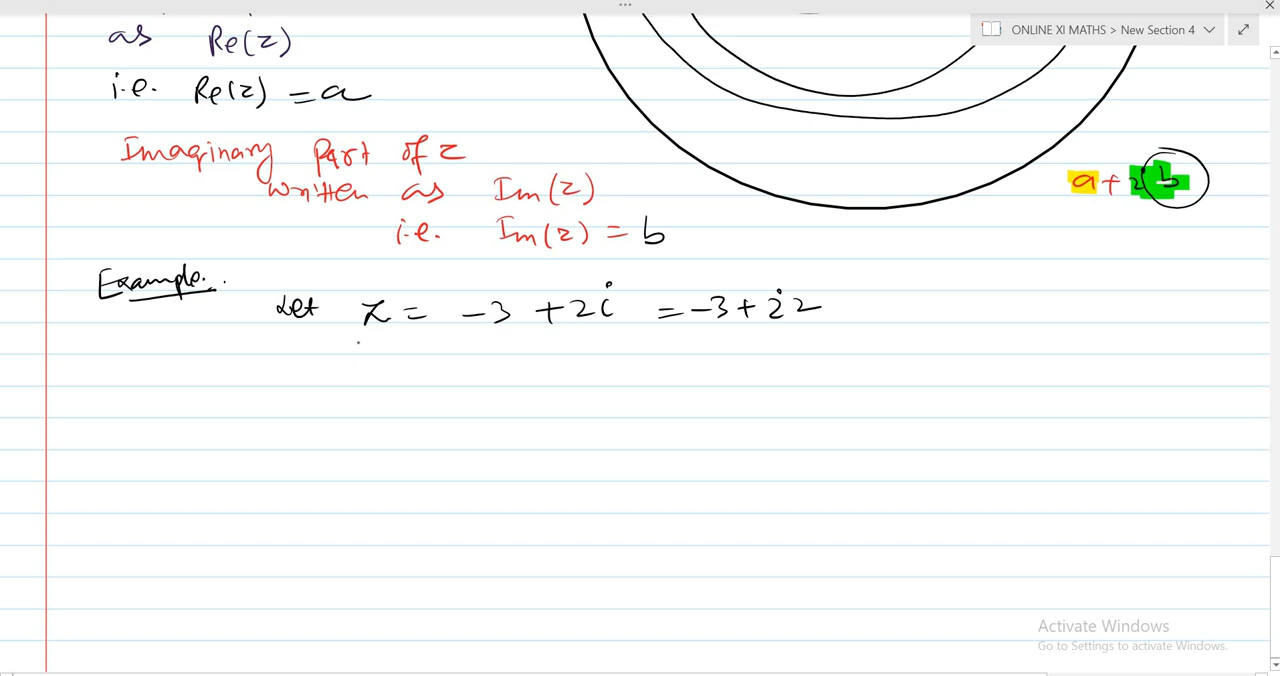 ONLINE XI MATHS > New Section 4
as Re(z)
i.e. Re(z) = a
Imaginary Part of z
written as Im(z)
a + ib
i.e. Im(z) = b
Example..
Let z = -3 + 2i = -3 + i2
Activate Windows
Go to Settings to activate Windows.